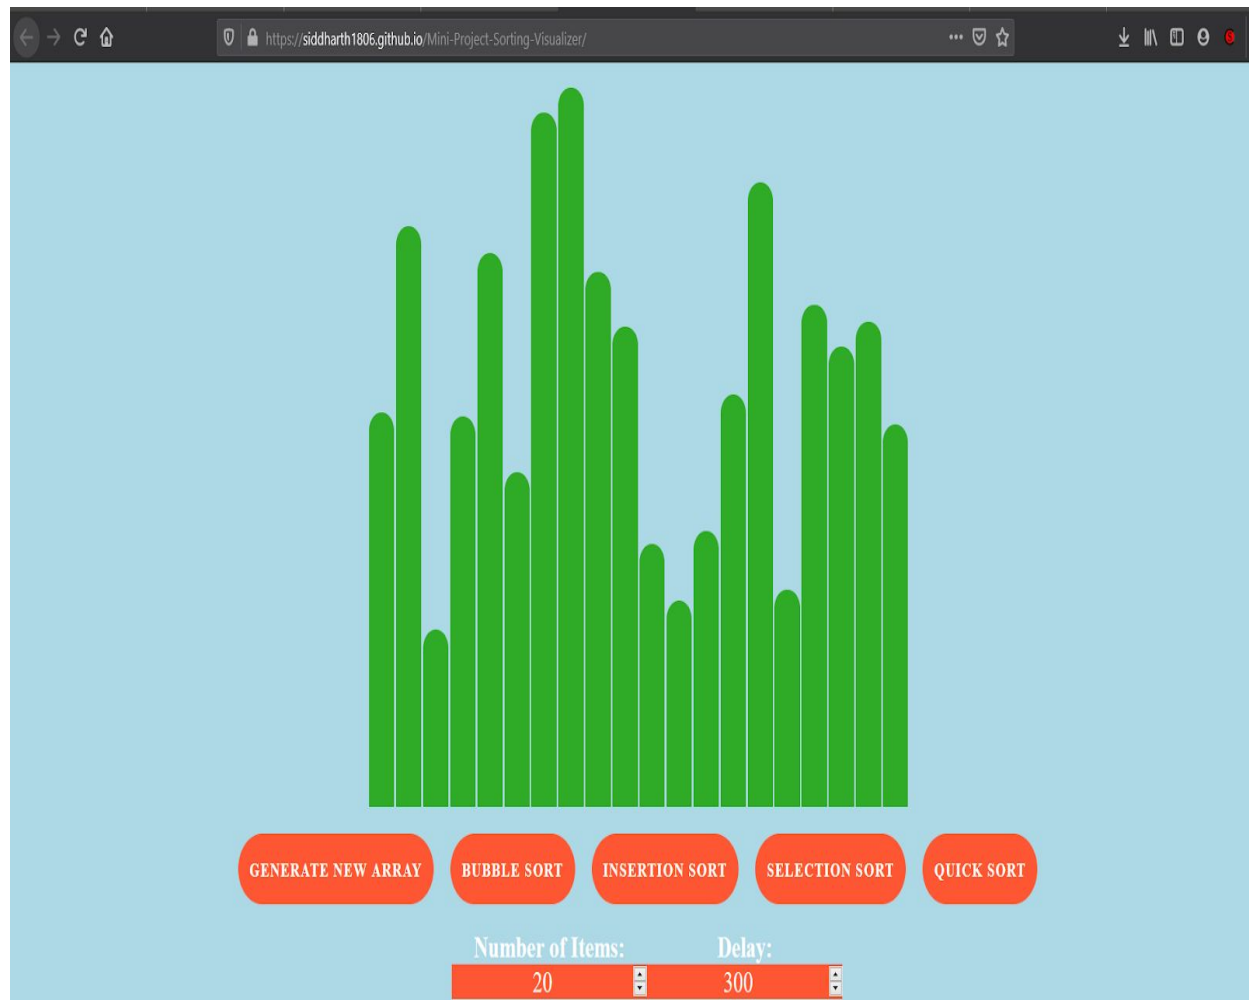 https://siddharth1806.github.io/Mini-Project-Sorting-Visualizer/
GENERATE NEW ARRAY BUBBLE SORT INSERTION SORT SELECTION SORT QUICK SORT
Number of Items: Delay:
20 300